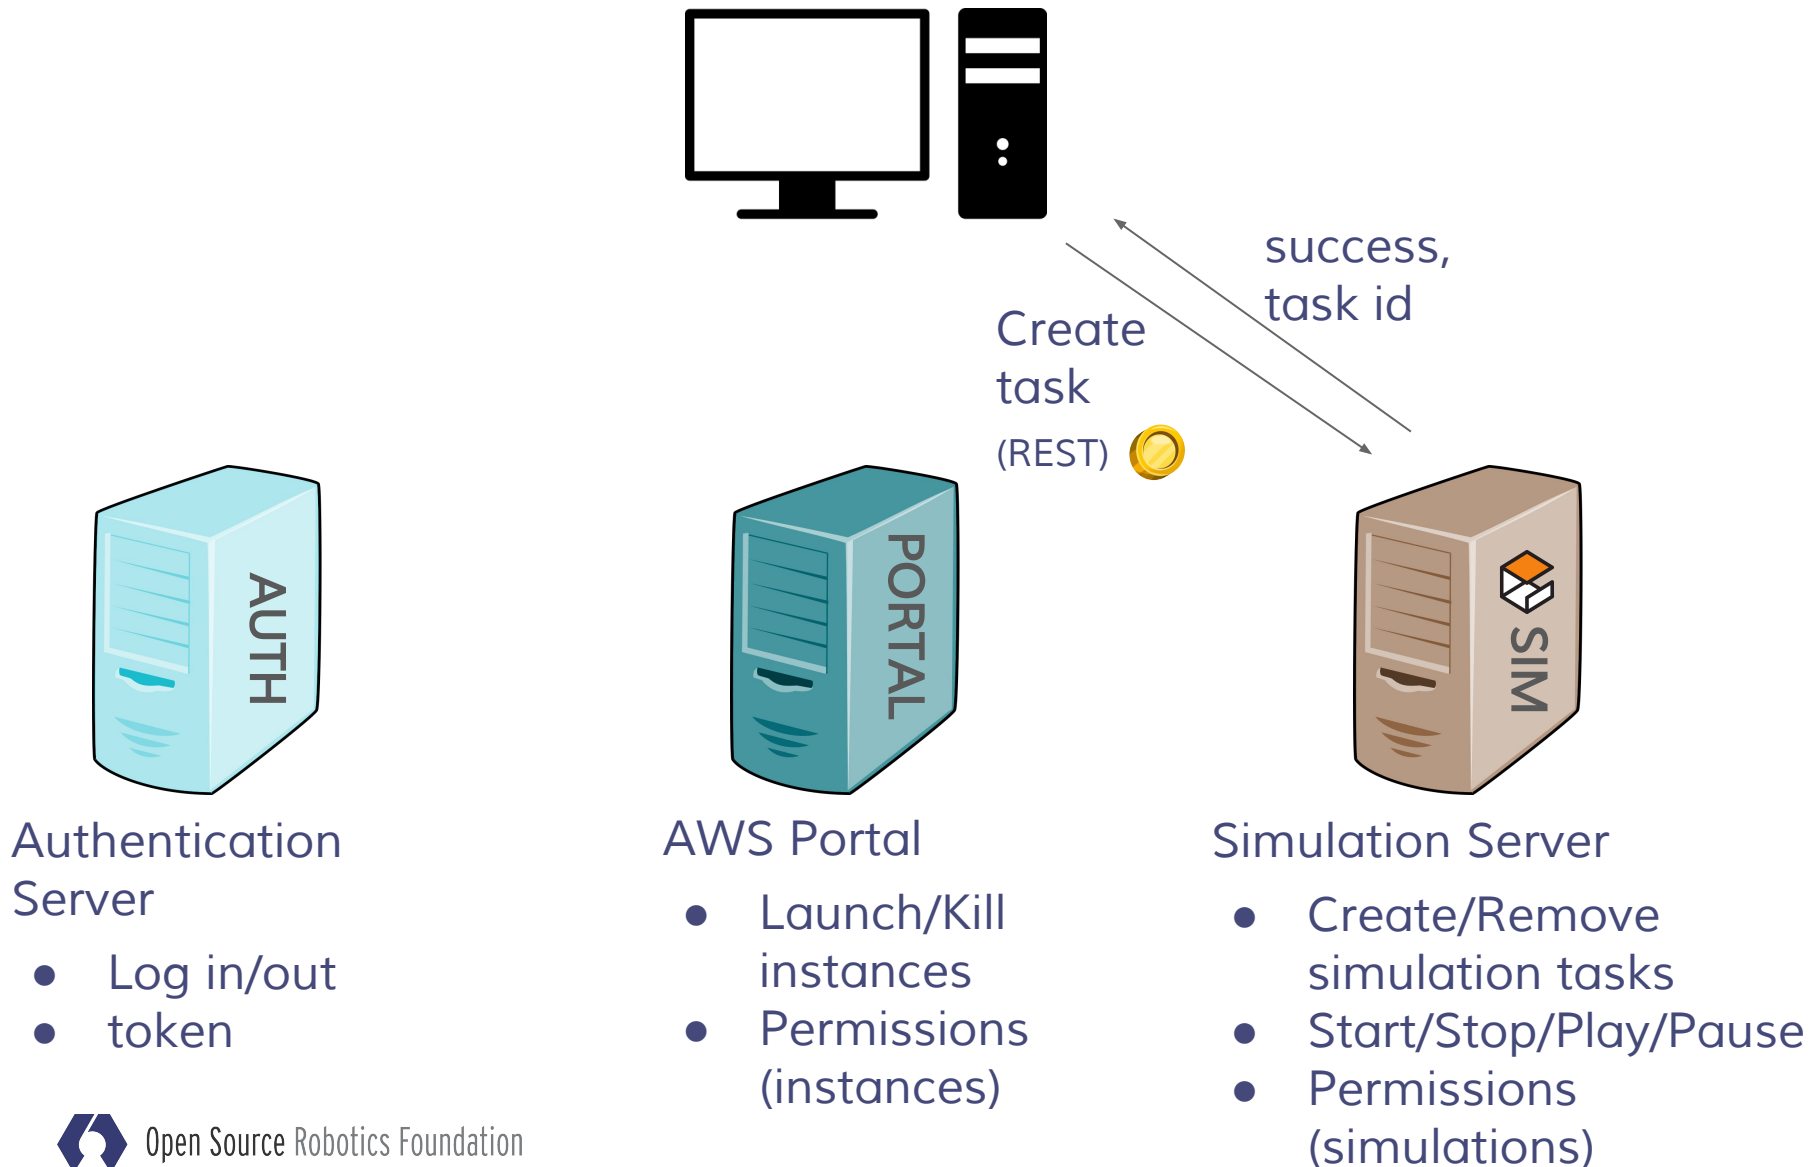 success,
task id
Create
task
(REST)
AUTH
PORTAL
SIM
Authentication
Server
● Log in/out
● token
AWS Portal
● Launch/Kill
instances
● Permissions
(instances)
Simulation Server
● Create/Remove
simulation tasks
● Start/Stop/Play/Pause
● Permissions
(simulations)
Open Source Robotics Foundation